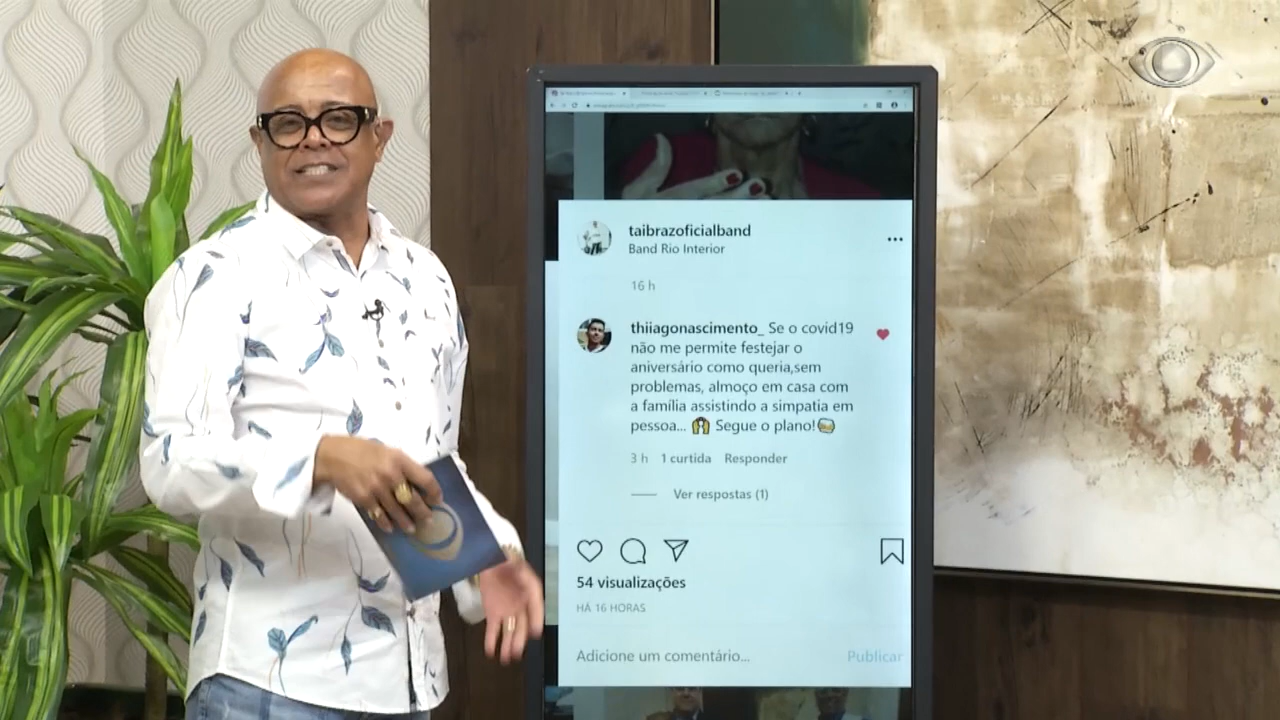 taibrazoficialband
Band Rio Interior
16 h
thiiagonascimento_ Se o covid19
não me permite festejar o
aniversário como queria,sem
problemas, almoço em casa com
a família assistindo a simpatia em
pessoa... 🙌 Segue o plano!🍻
3 h 1 curtida Responder
Ver respostas (1)
54 visualizações
HÁ 16 HORAS
Adicione um comentário...
Publicar